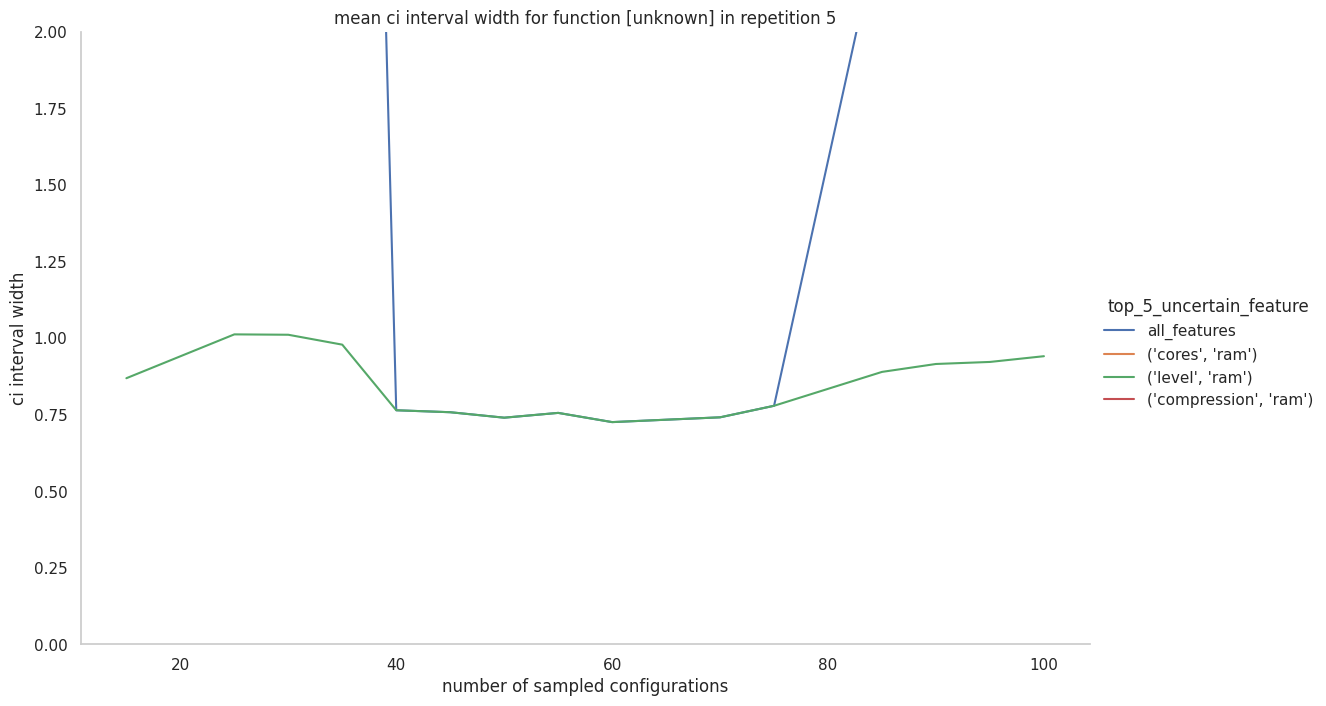 mean ci interval width for function [unknown] in repetition 5
2.00
1.75
1.50
1.25
1.00
0.75
0.50
0.25
0.00
ci interval width
20
40
60
80
100
number of sampled configurations
top_5_uncertain_feature
all_features
('cores', 'ram')
('level', 'ram')
('compression', 'ram')